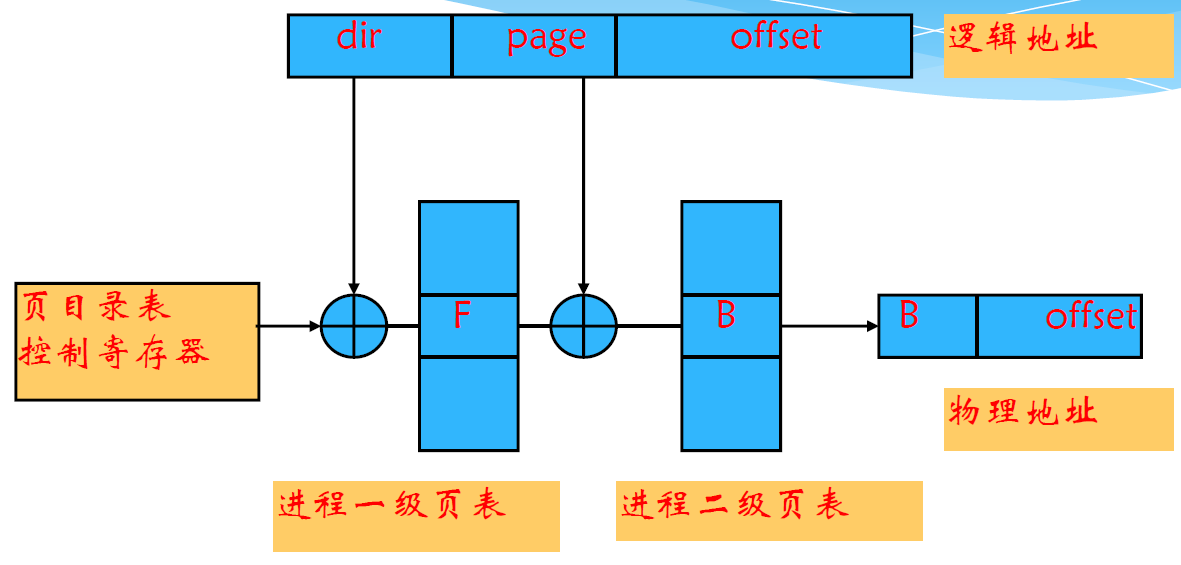 dir page offset 逻辑地址
页目录表
控制寄存器
F B B offset
物理地址
进程一级页表 进程二级页表